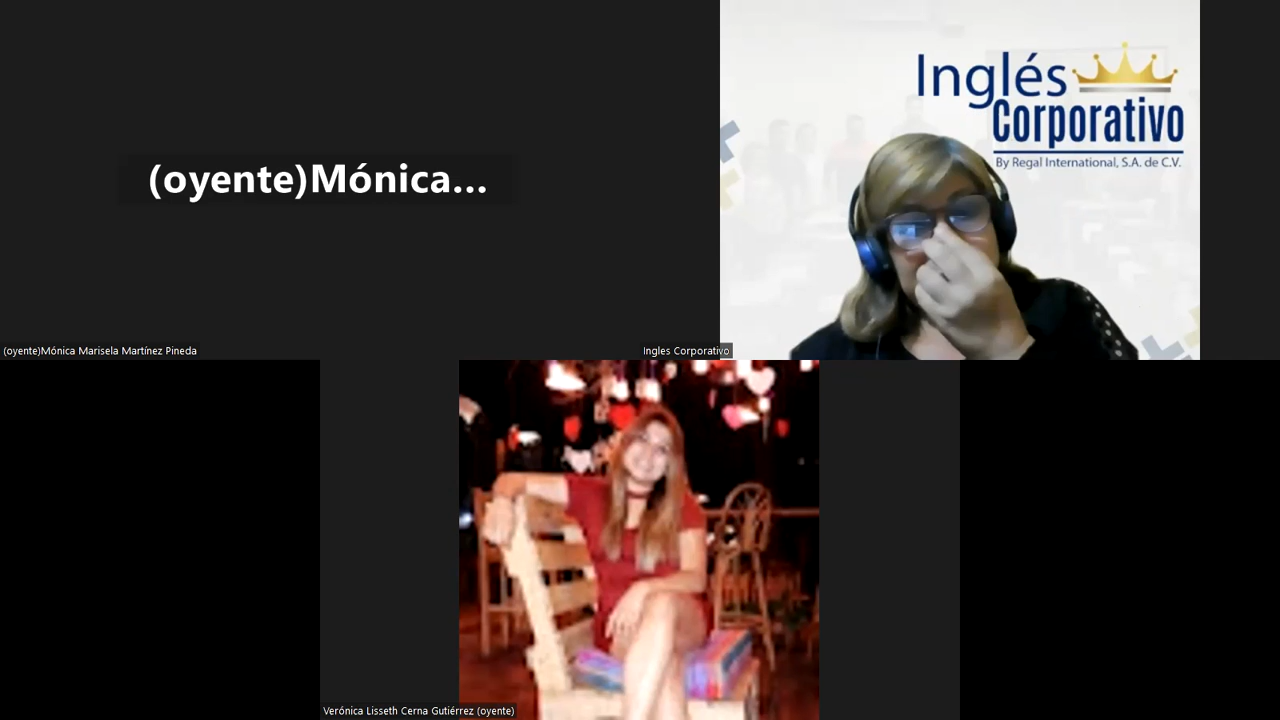 (oyente)Mónica...
Inglés
Corporativo
By Regal International, S.A. de C.V.
(oyente)Mónica Marisela Martínez Pineda
Ingles Corporativo
Verónica Lisseth Cerna Gutiérrez (oyente)